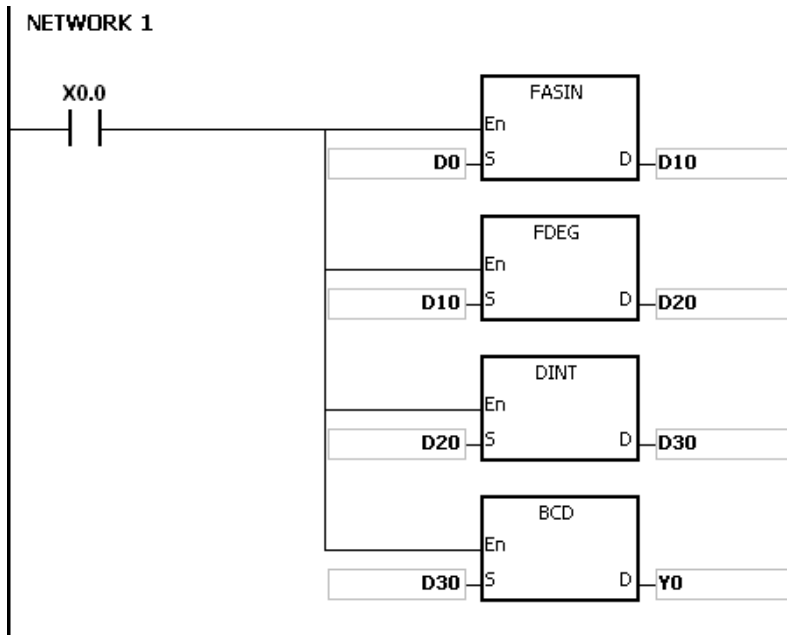 NETWORK 1
X0.0
FASIN
En
D0 S D D10
FDEG
En
D10 S D D20
DINT
En
D20 S D D30
BCD
En
D30 S D Y0